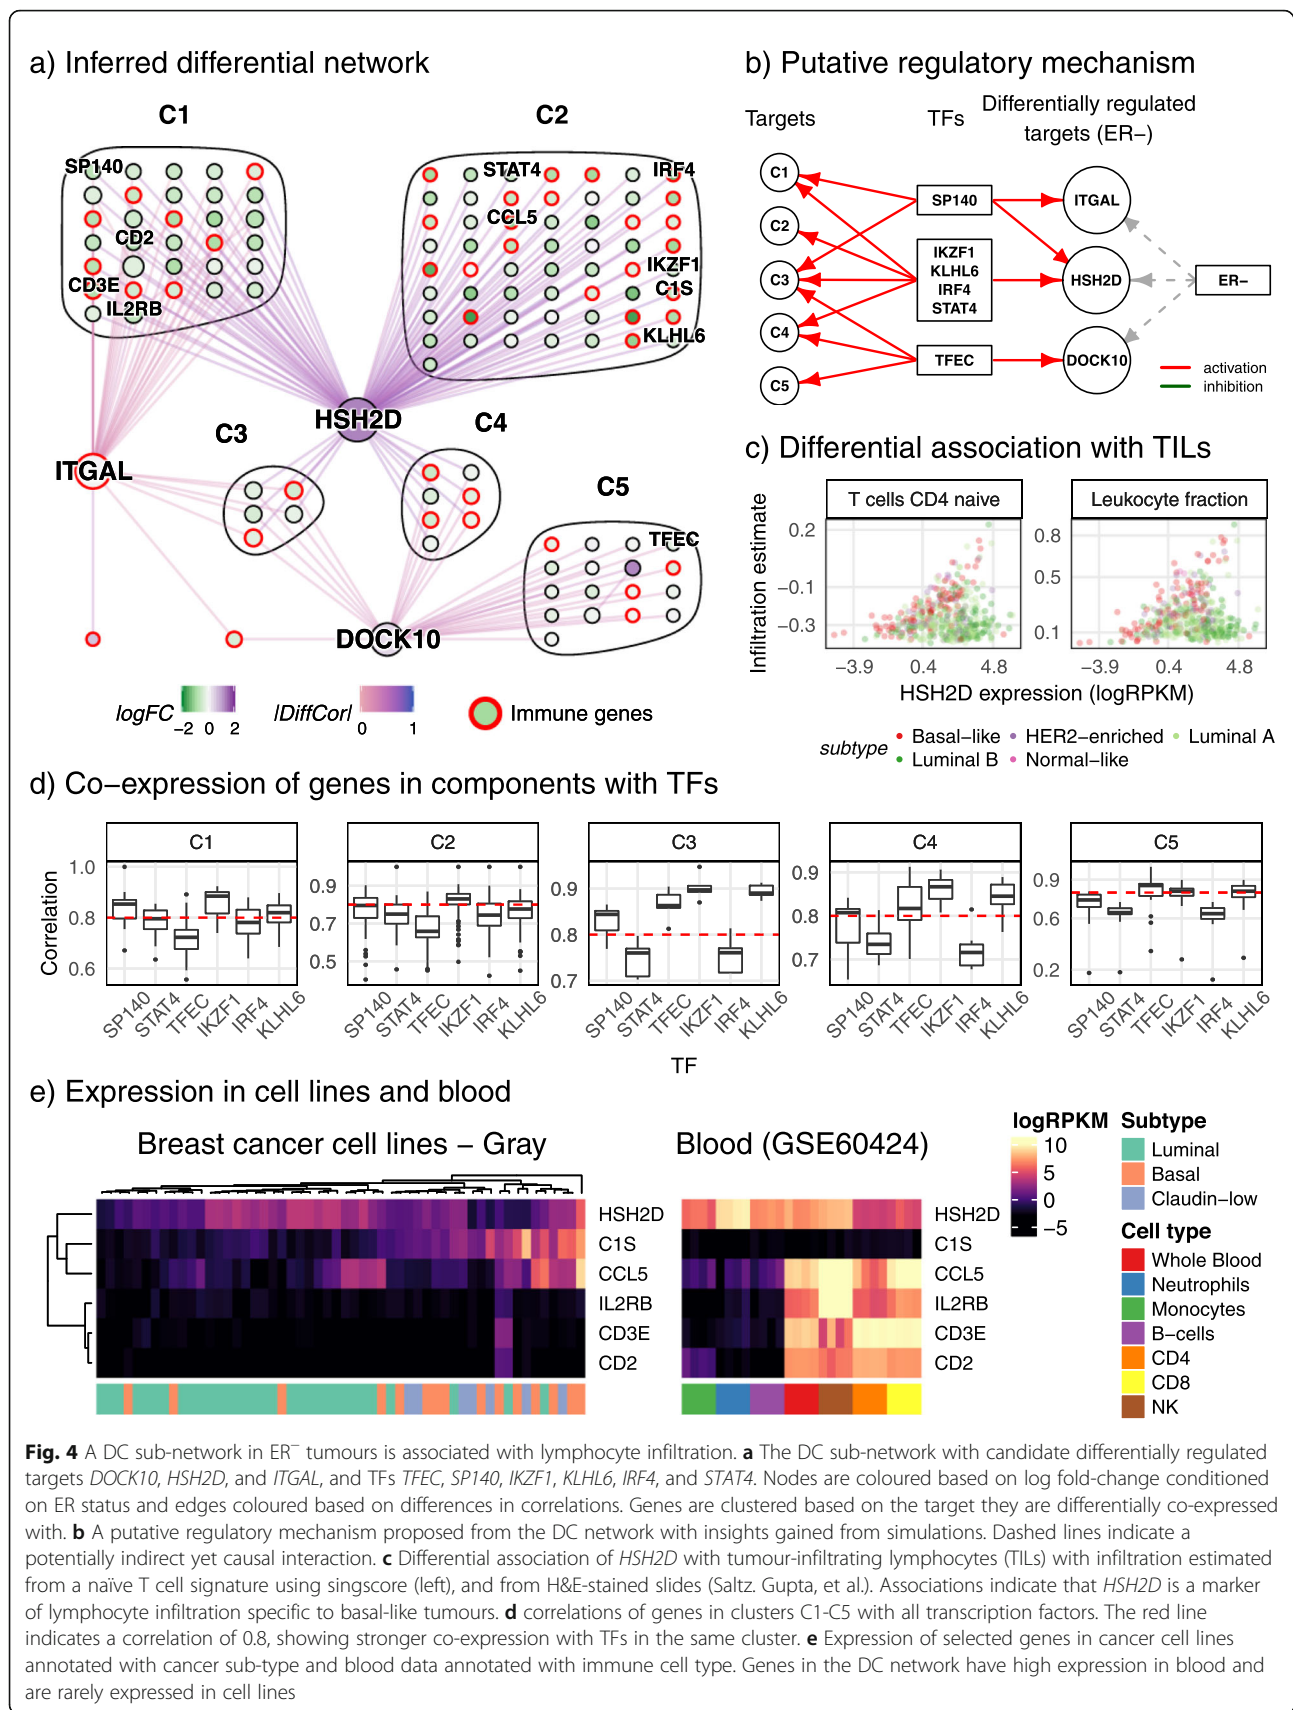 a) Inferred differential network
C1
C2
SP140
CD2
CD3E
IL2RB
STAT4
IRF4
CCL5
IKZF1
C1S
KLHL6
HSH2D
C3
C4
ITGAL
C5
TFEC
DOCK10
logFC
−2 0 2
|DiffCor|
0 1
Immune genes
b) Putative regulatory mechanism
Targets
TFs
Differentially regulated
targets (ER−)
C1
C2
C3
C4
C5
SP140
IKZF1
KLHL6
IRF4
STAT4
TFEC
ITGAL
HSH2D
DOCK10
ER−
activation
inhibition
c) Differential association with TILs
T cells CD4 naive
Leukocyte fraction
Infiltration estimate
0.2
−0.1
−0.3
0.8
0.5
0.1
−3.9 0.4 4.8
−3.9 0.4 4.8
HSH2D expression (logRPKM)
subtype
Basal−like
HER2−enriched
Luminal A
Luminal B
Normal−like
d) Co−expression of genes in components with TFs
C1
C2
C3
C4
C5
Correlation
1.0
0.8
0.6
0.9
0.7
0.5
0.9
0.8
0.7
0.9
0.8
0.7
0.9
0.6
0.2
SP140 STAT4 TFEC IKZF1 IRF4 KLHL6
SP140 STAT4 TFEC IKZF1 IRF4 KLHL6
SP140 STAT4 TFEC IKZF1 IRF4 KLHL6
SP140 STAT4 TFEC IKZF1 IRF4 KLHL6
SP140 STAT4 TFEC IKZF1 IRF4 KLHL6
TF
e) Expression in cell lines and blood
Breast cancer cell lines − Gray
HSH2D
C1S
CCL5
IL2RB
CD3E
CD2
Blood (GSE60424)
HSH2D
C1S
CCL5
IL2RB
CD3E
CD2
logRPKM
10
5
0
−5
Subtype
Luminal
Basal
Claudin−low
Cell type
Whole Blood
Neutrophils
Monocytes
B−cells
CD4
CD8
NK
Fig. 4 A DC sub-network in ER− tumours is associated with lymphocyte infiltration. a The DC sub-network with candidate differentially regulated
targets DOCK10, HSH2D, and ITGAL, and TFs TFEC, SP140, IKZF1, KLHL6, IRF4, and STAT4. Nodes are coloured based on log fold-change conditioned
on ER status and edges coloured based on differences in correlations. Genes are clustered based on the target they are differentially co-expressed
with. b A putative regulatory mechanism proposed from the DC network with insights gained from simulations. Dashed lines indicate a
potentially indirect yet causal interaction. c Differential association of HSH2D with tumour-infiltrating lymphocytes (TILs) with infiltration estimated
from a naïve T cell signature using singscore (left), and from H&E-stained slides (Saltz. Gupta, et al.). Associations indicate that HSH2D is a marker
of lymphocyte infiltration specific to basal-like tumours. d correlations of genes in clusters C1-C5 with all transcription factors. The red line
indicates a correlation of 0.8, showing stronger co-expression with TFs in the same cluster. e Expression of selected genes in cancer cell lines
annotated with cancer sub-type and blood data annotated with immune cell type. Genes in the DC network have high expression in blood and
are rarely expressed in cell lines